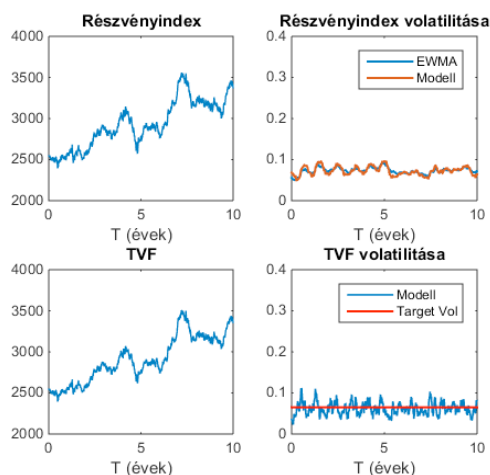 Részvényindex
4000
3500
3000
2500
2000
0 5 10
T (évek)
Részvényindex volatilitása
0.4
0.3
0.2
0.1
0
EWMA
Modell
0 5 10
T (évek)
TVF
4000
3500
3000
2500
2000
0 5 10
T (évek)
TVF volatilitása
0.4
0.3
0.2
0.1
0
Modell
Target Vol
0 5 10
T (évek)